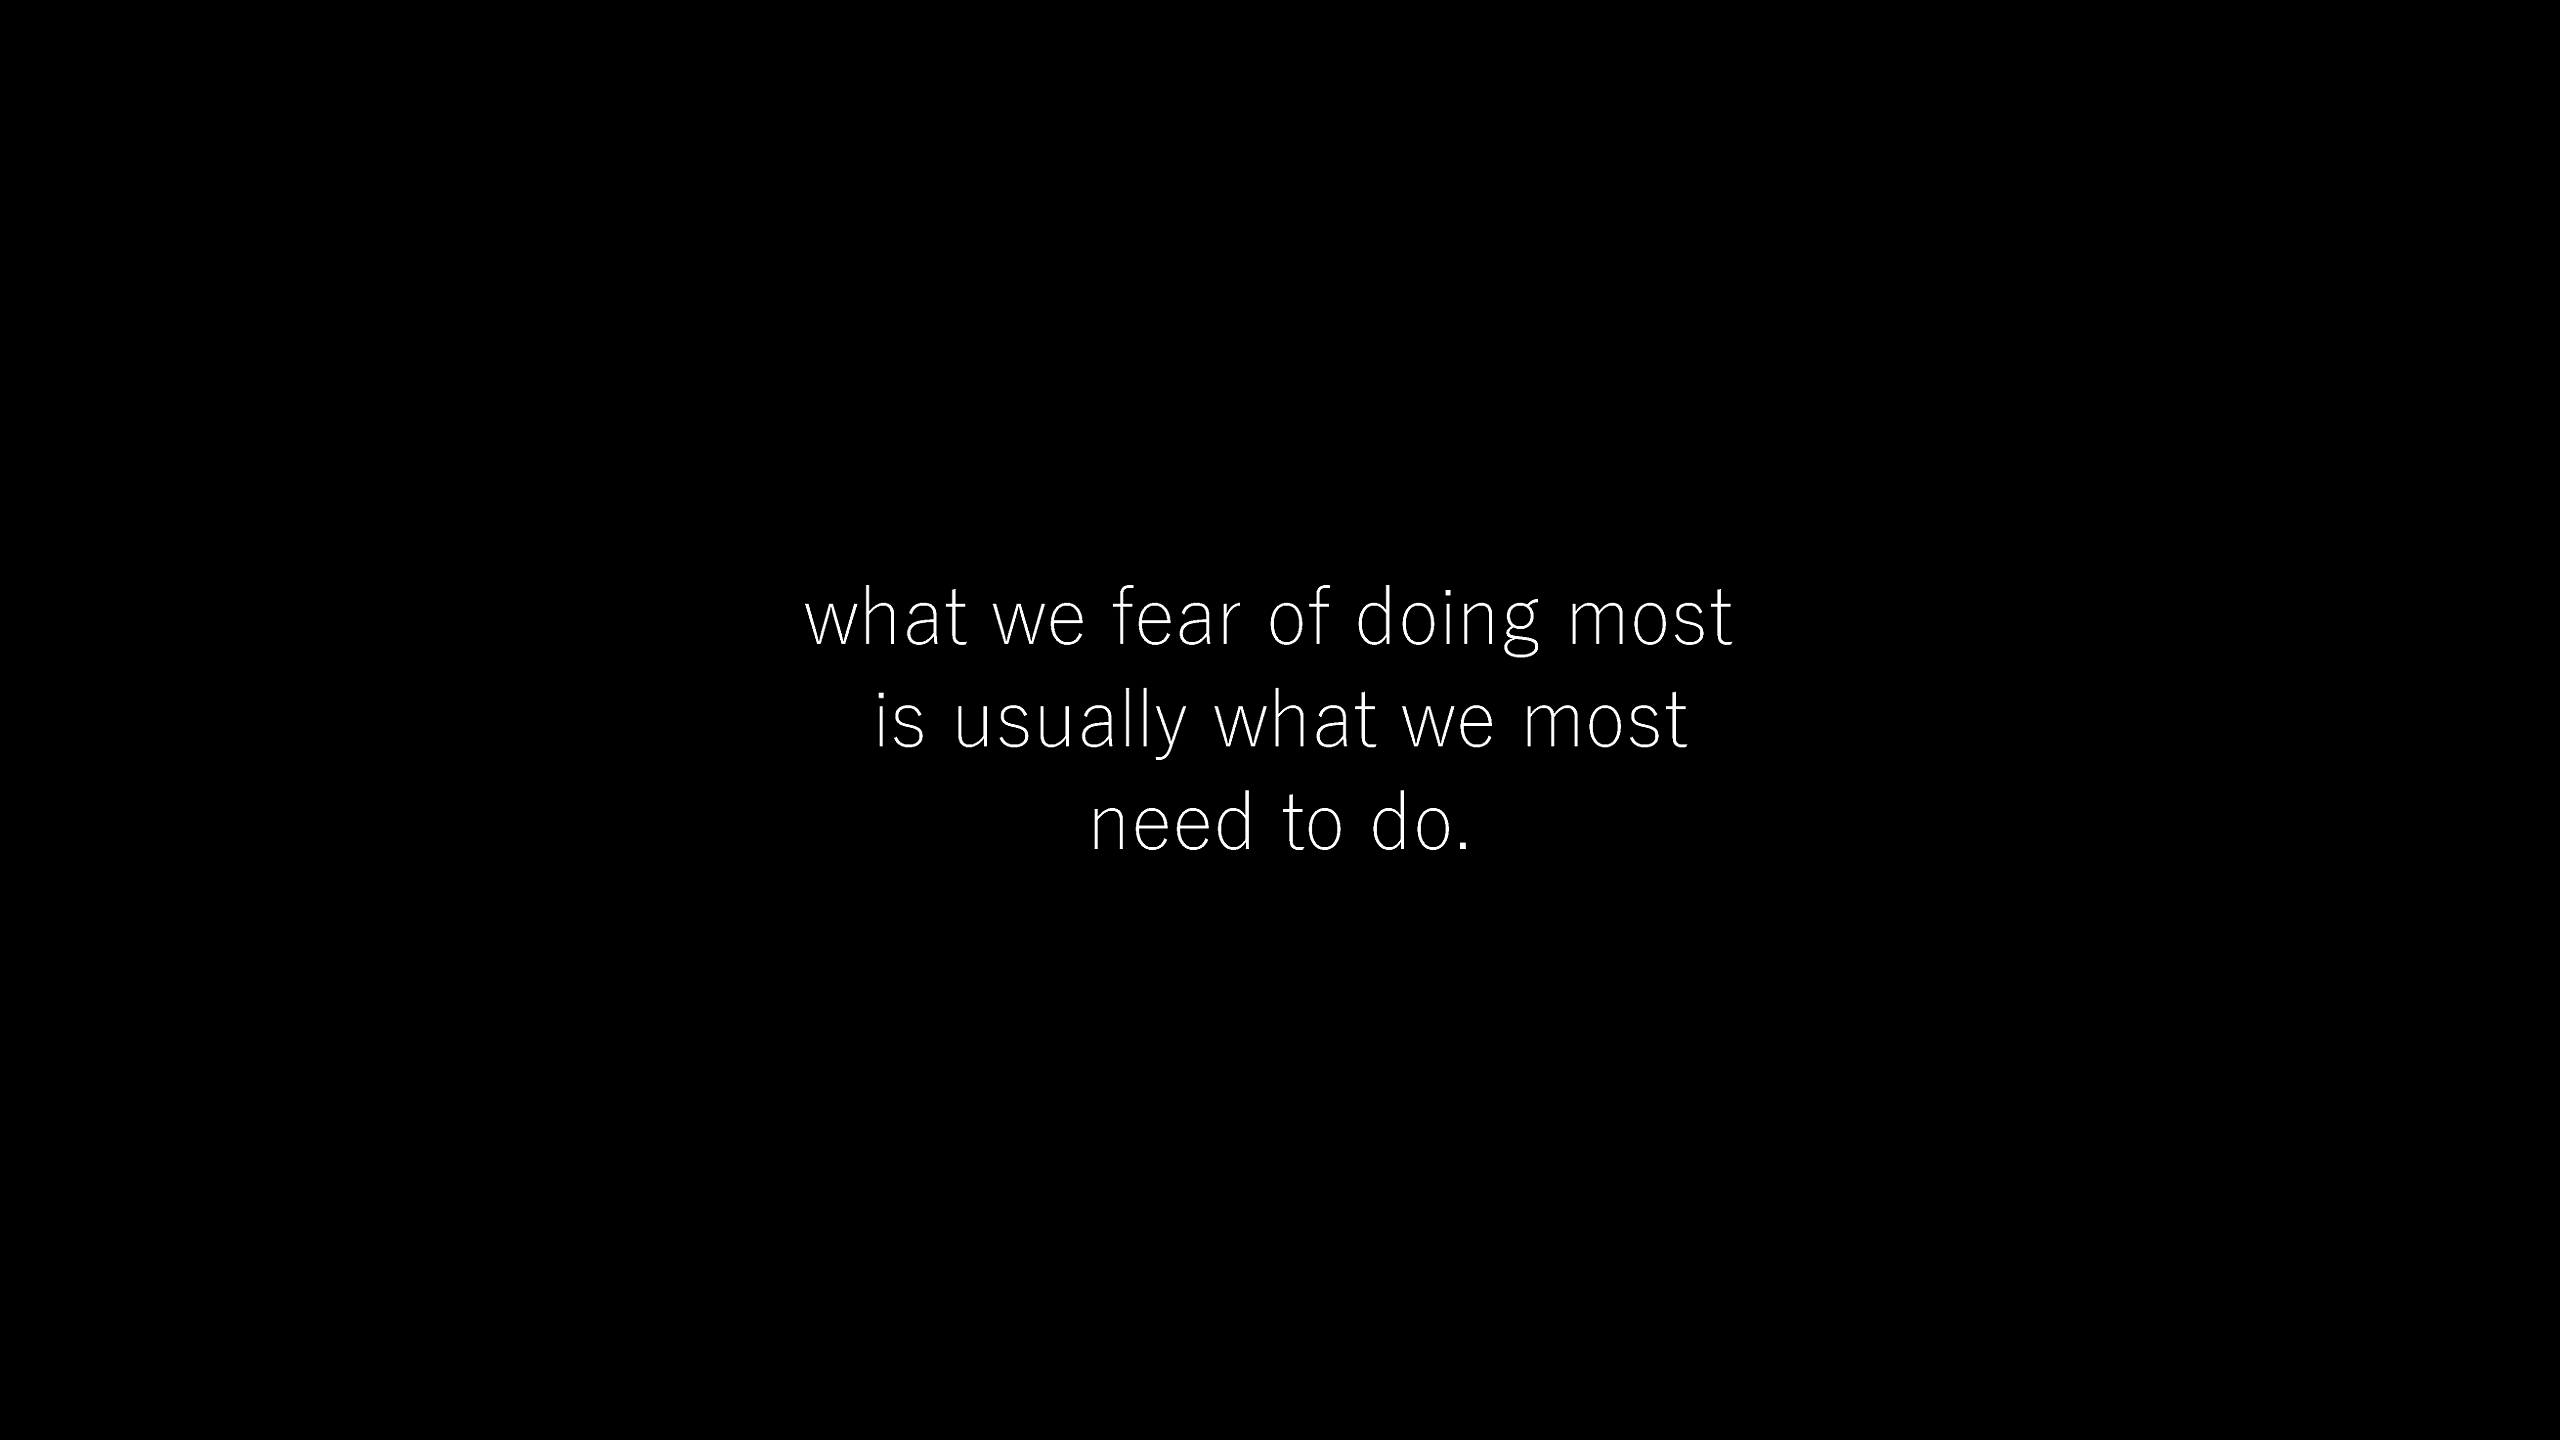 what we fear of doing most
is usually what we most
need to do.